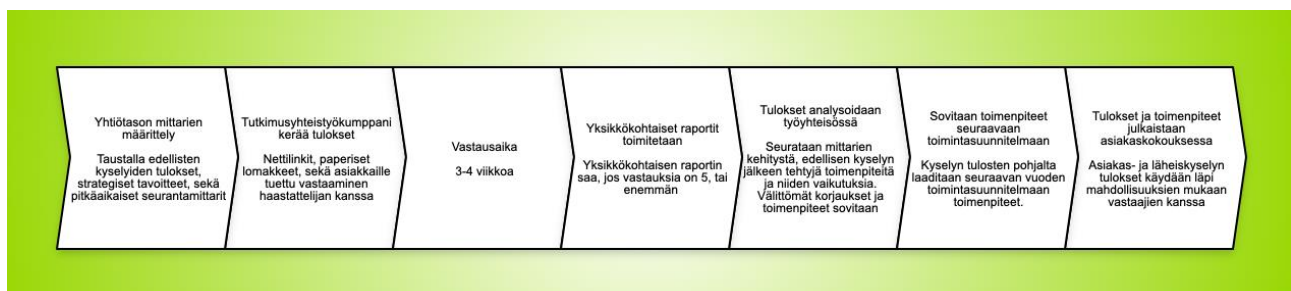 Yhtiötason mittarien
määrittely
Taustalla edellisten
kyselyiden tulokset,
strategiset tavoitteet, sekä
pitkäaikaiset seurantamittarit
Tutkimusyhteistyökumppani
kerää tulokset
Nettilinkit, paperiset
lomakkeet, sekä asiakkaille
tuettu vastaaminen
haastattelijan kanssa
Vastausaika
3-4 viikkoa
Yksikkökohtaiset raportit
toimitetaan
Yksikkökohtaisen raportin
saa, jos vastauksia on 5, tai
enemmän
Tulokset analysoidaan
työyhteisössä
Seurataan mittarien
kehitystä, edellisen kyselyn
jälkeen tehtyjä toimenpiteitä
ja niiden vaikutuksia.
Välittömät korjaukset ja
toimenpiteet sovitaan
Sovitaan toimenpiteet
seuraavaan
toimintasuunnitelmaan
Kyselyn tulosten pohjalta
laaditaan seuraavan vuoden
toimintasuunnitelmaan
toimenpiteet.
Tulokset ja toimenpiteet
julkaistaan
asiakaskokouksessa
Asiakas- ja läheiskyselyn
tulokset käydään läpi
mahdollisuuksien mukaan
vastaajien kanssa